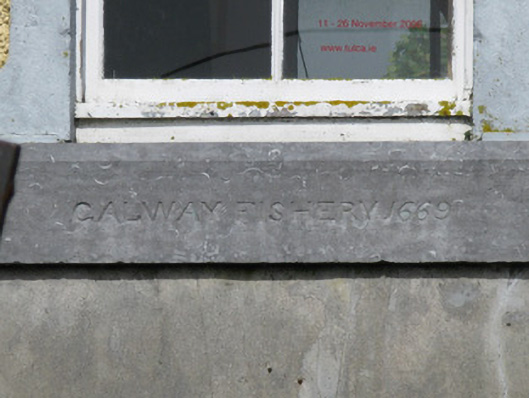 11 - 26 November 2006
www.tulca.ie
GALWAY FISHERY 1669